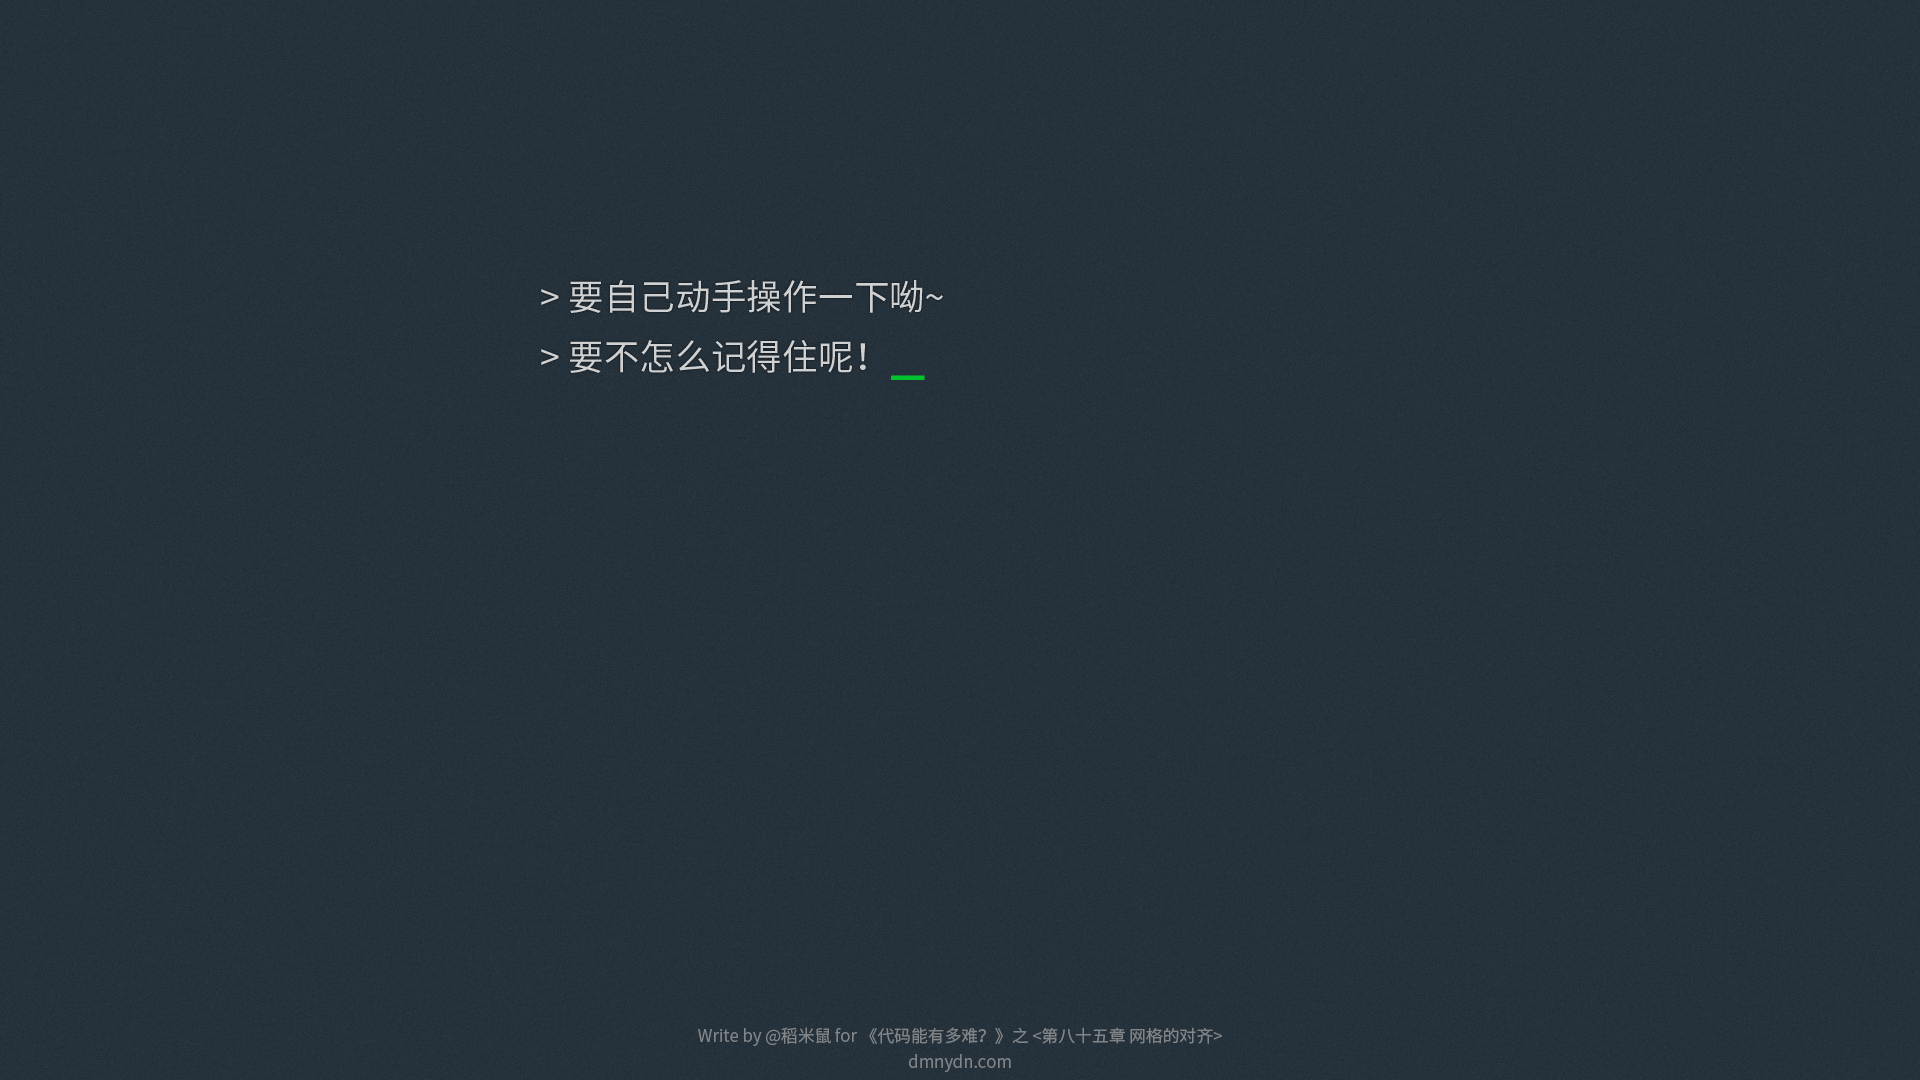 > 要自己动手操作一下呦~
> 要不怎么记得住呢！
Write by @稻米鼠 for 《代码能有多难？》之 <第八十五章 网格的对齐>
dmnydn.com